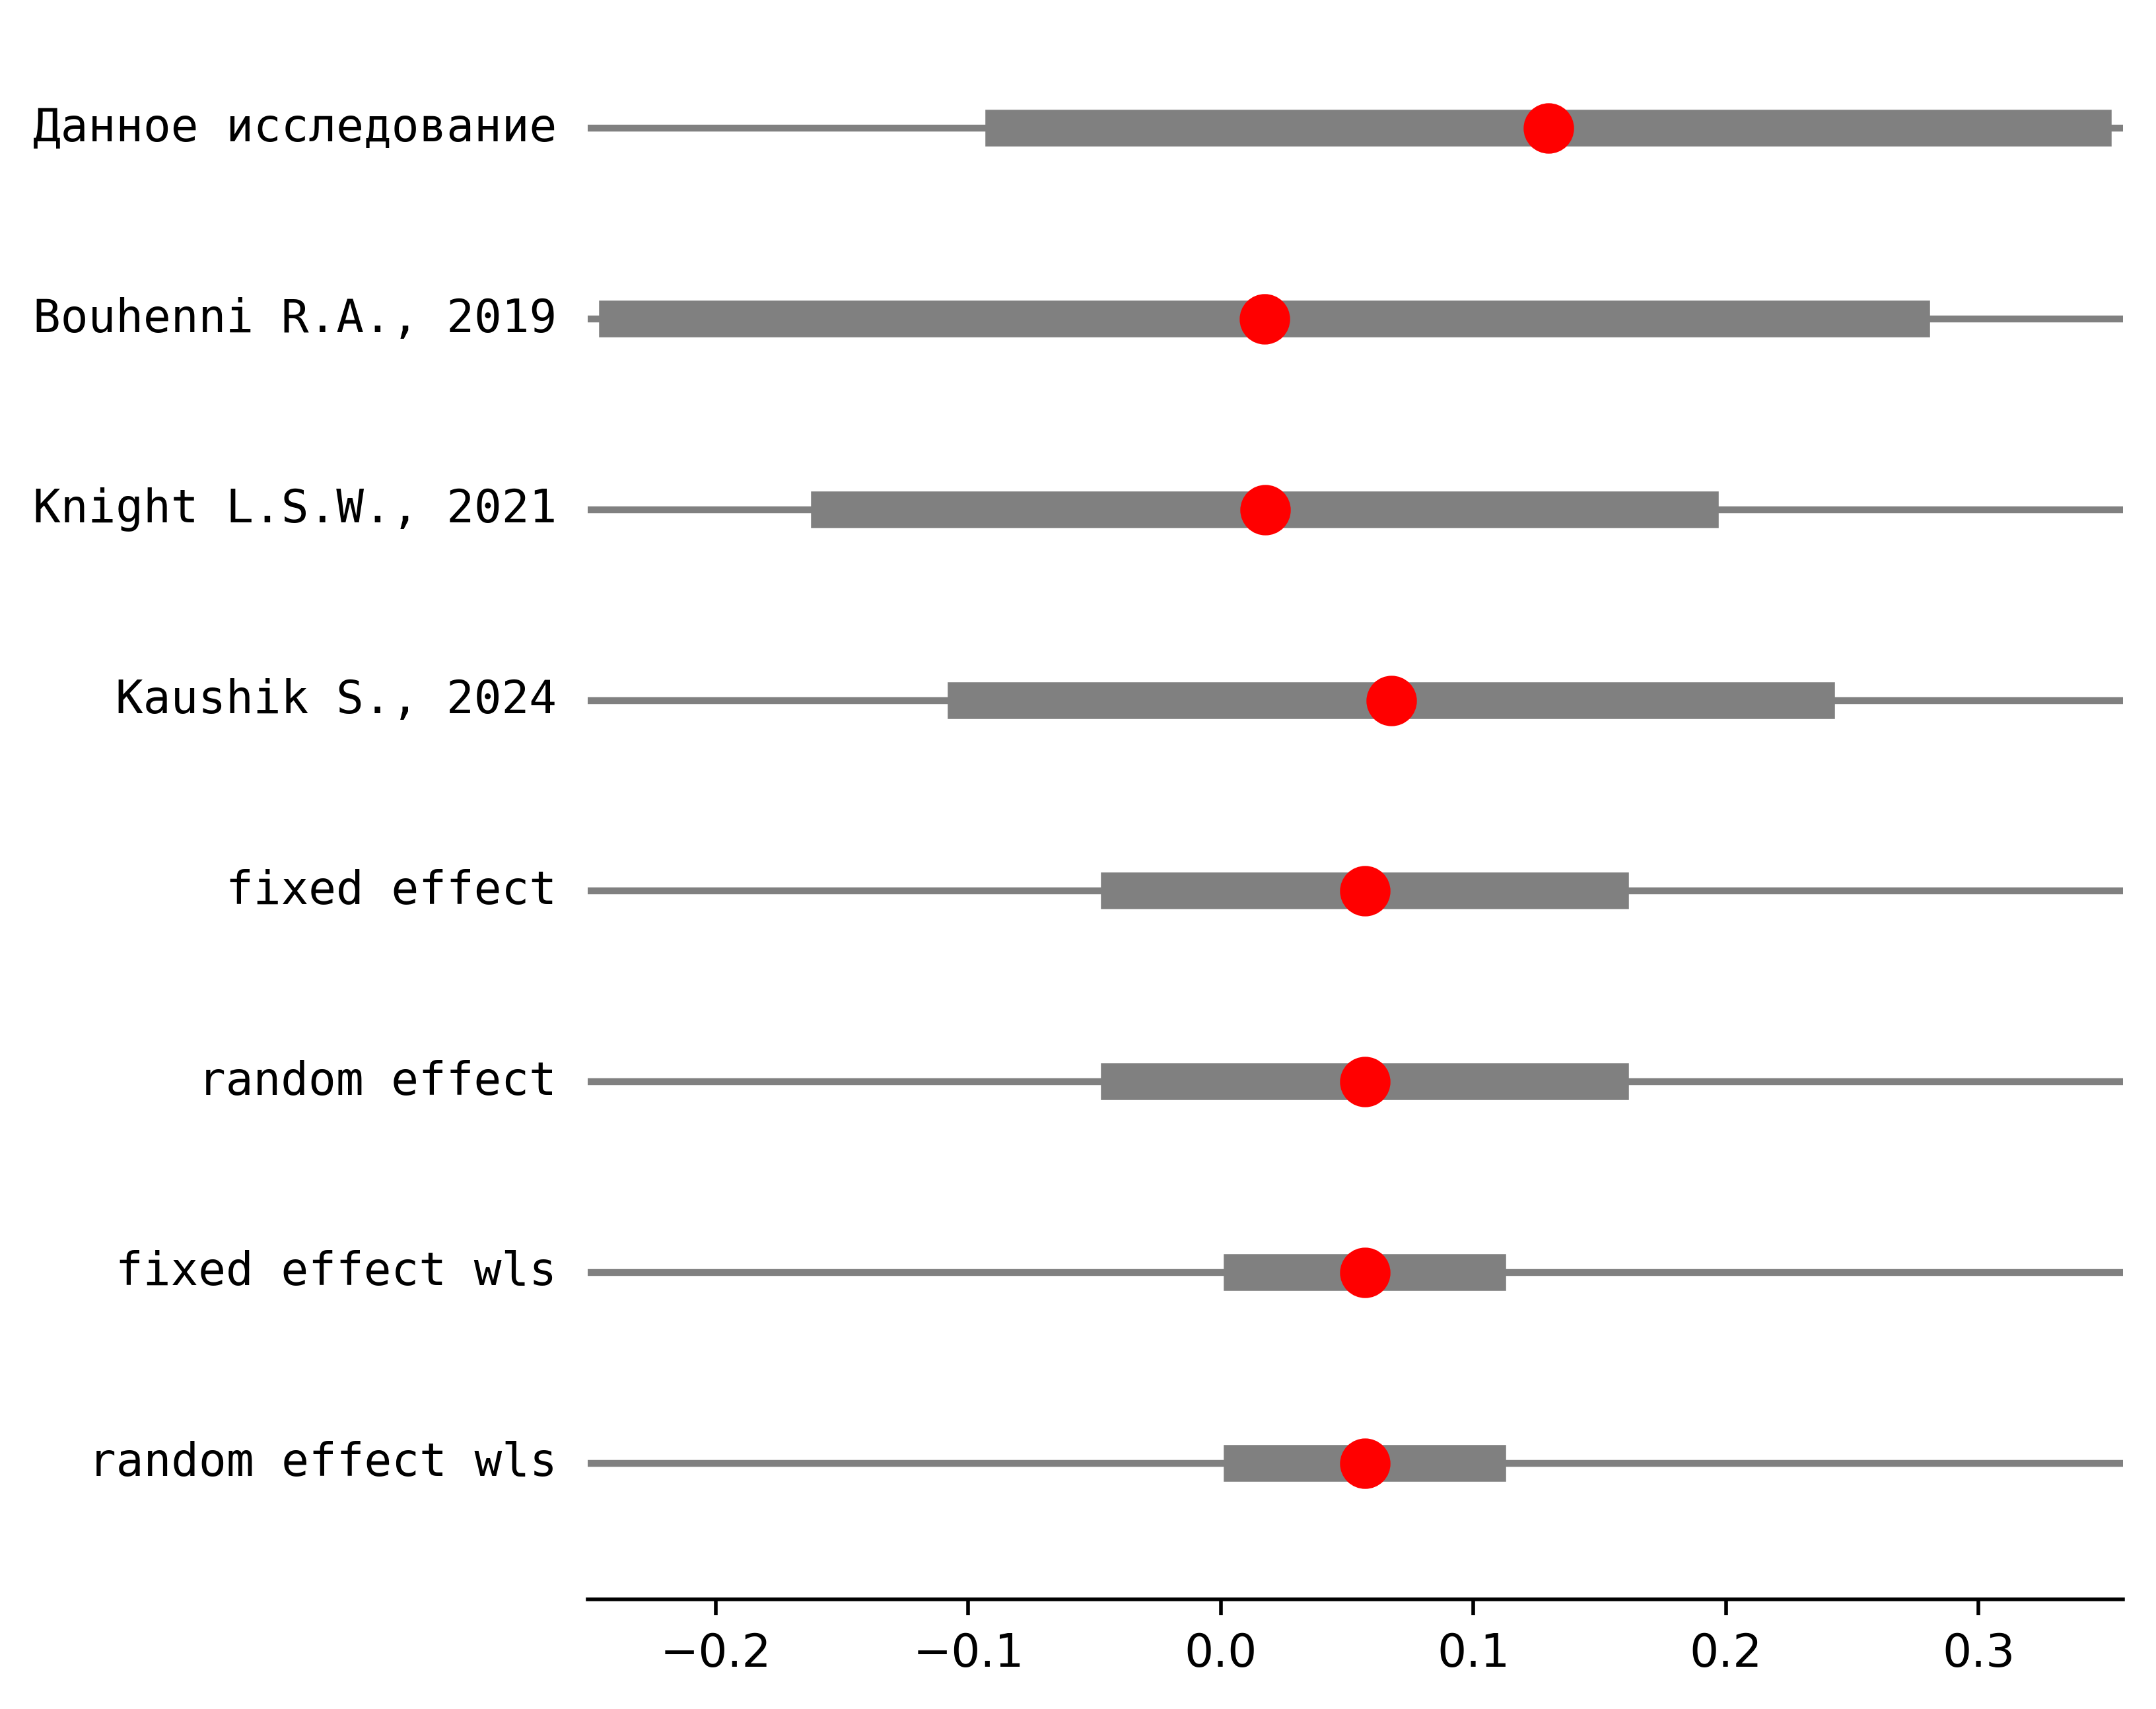 Данное исследование
Bouhenni R.A., 2019
Knight L.S.W., 2021
Kaushik S., 2024
fixed effect
random effect
fixed effect wls
random effect wls
−0.2 −0.1 0.0 0.1 0.2 0.3